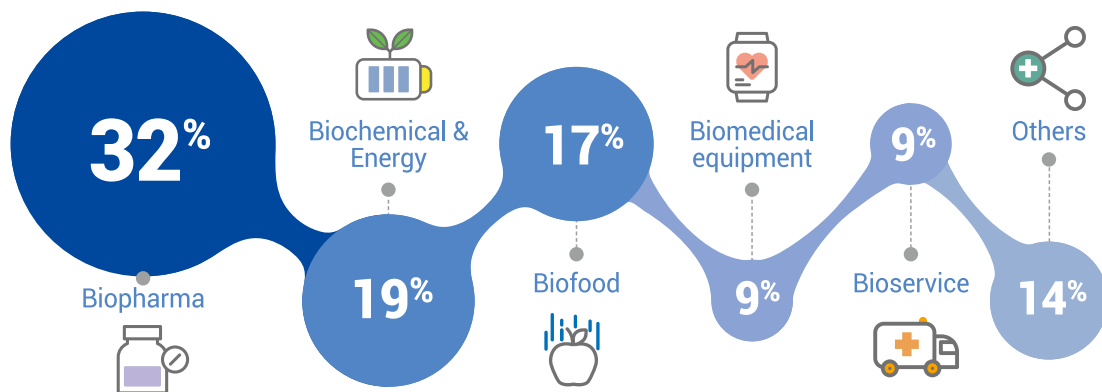 32%
Biopharma
Biochemical &
Energy
19%
17%
Biofood
Biomedical
equipment
9%
9%
Bioservice
Others
14%